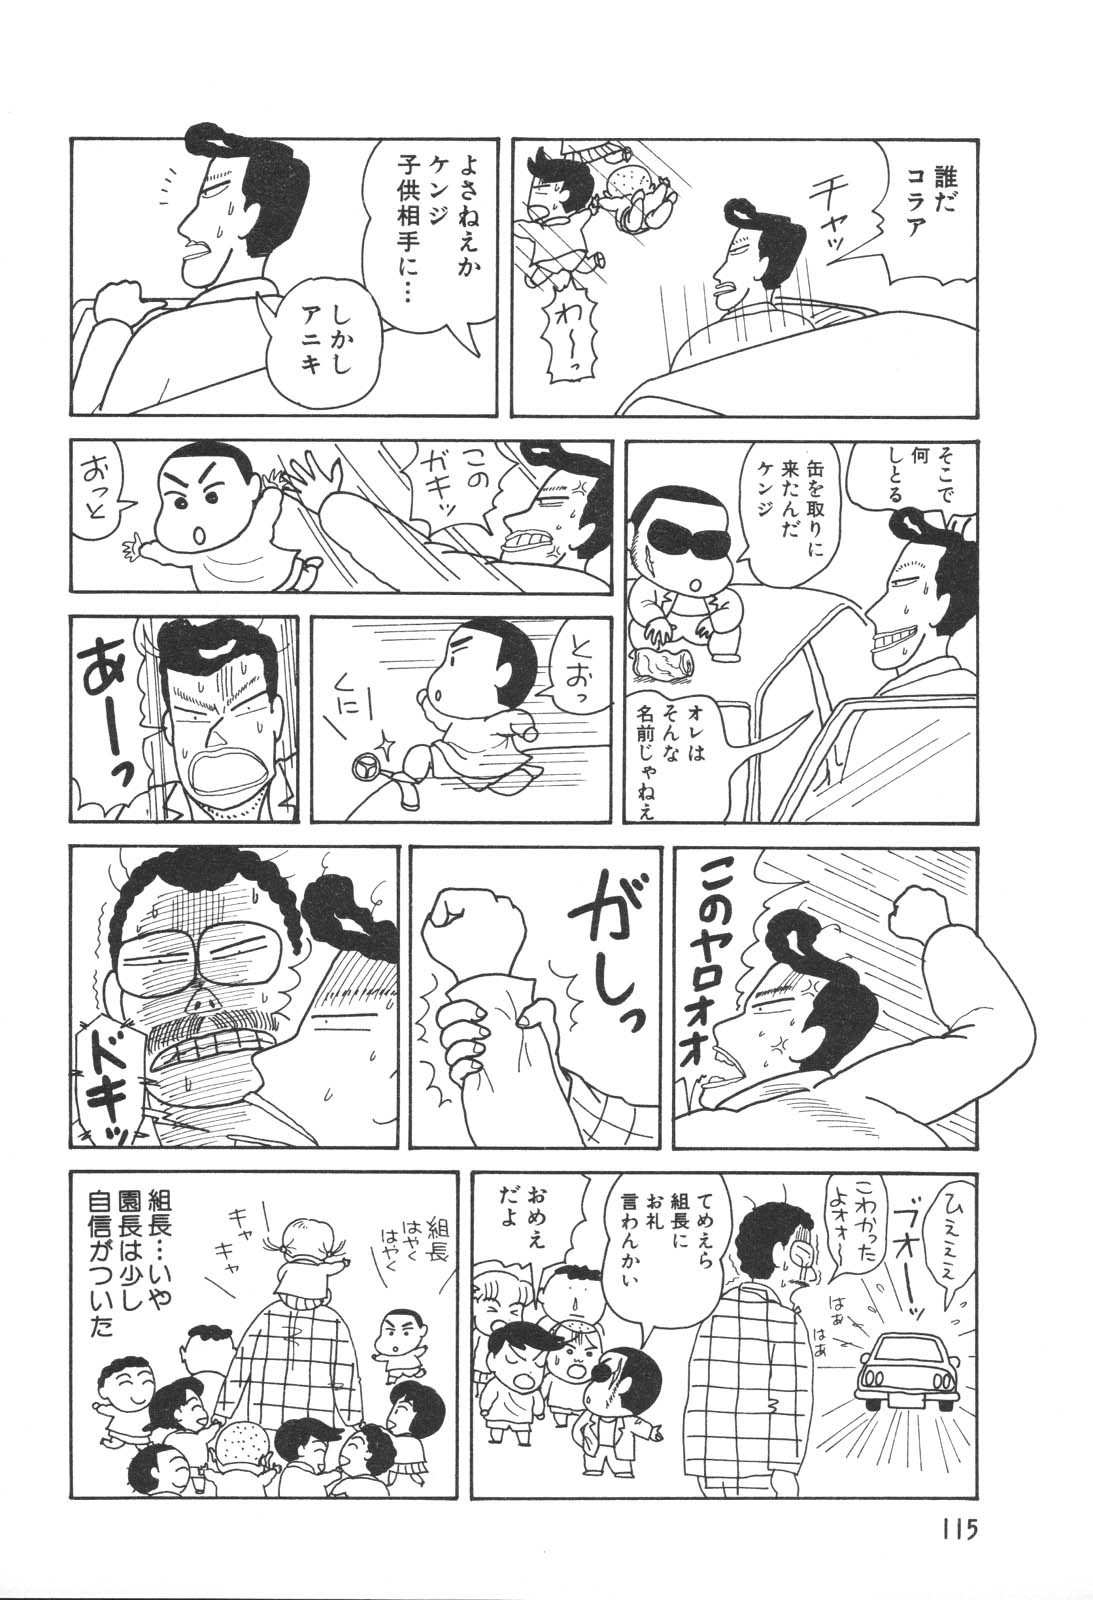 誰だ
コラア
チャッ
わ〜っ
よさねえか
ケンジ
子供相手に…
しかし
アニキ
そこで
何
しとる
缶を取りに
来たんだ
ケンジ
オレは
そんな
名前じゃねえ
この
ガキッ
おっと
とおっ
くに
あーっ
このヤロオオ
がしっ
ドキッ
ひええええ
ブオーッ
こわかった
よォォ〜
はぁ
はぁ
てめえら
組長に
お礼
言わんかい
おめえ
だよ
組長
はやく
はやく
キャ
キャ
組長…いや
園長は少し
自信がついた
115